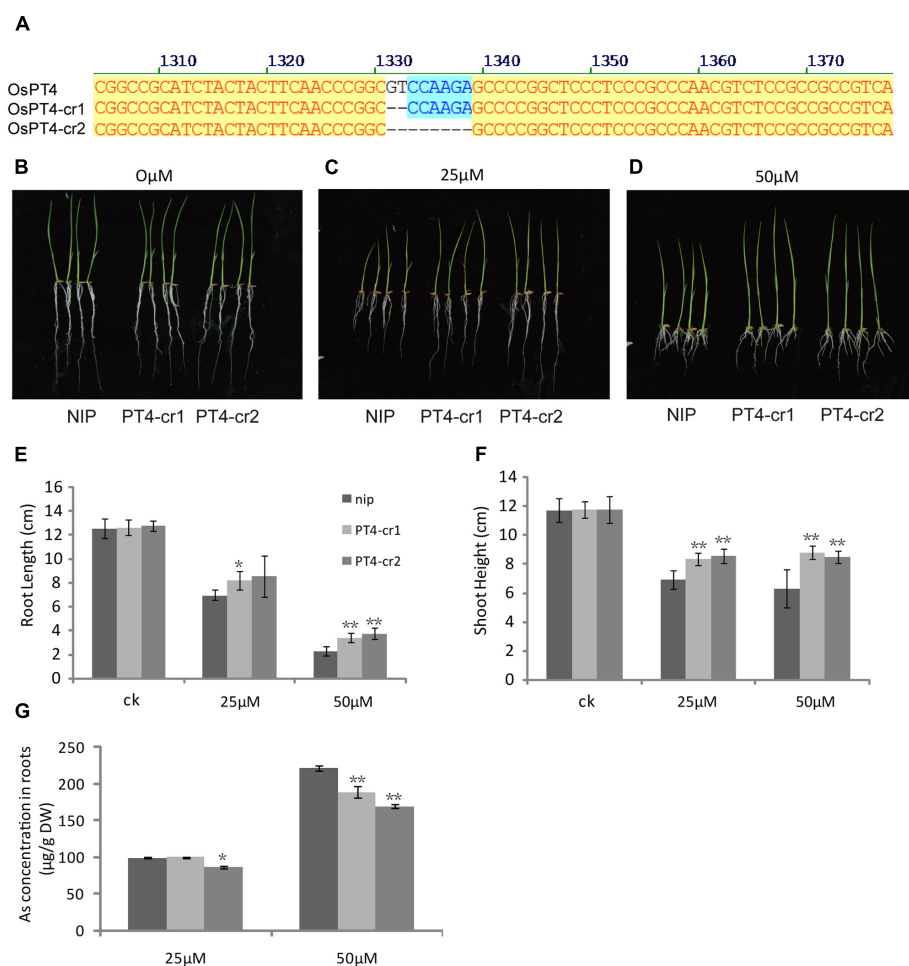 A
1310 1320 1330 1340 1350 1360 1370
OsPT4 CGGCCGCATCTACTACTTCAACCCGGCGTCCAAGAGCCCCGGCTCCCTCCCGCCCAACGTCTCCGCCGCCGTCA
OsPT4-cr1 CGGCCGCATCTACTACTTCAACCCGGC--CCAAGAGCCCCGGCTCCCTCCCGCCCAACGTCTCCGCCGCCGTCA
OsPT4-cr2 CGGCCGCATCTACTACTTCAACCCGGC--------GCCCCGGCTCCCTCCCGCCCAACGTCTCCGCCGCCGTCA
B C D
0μM 25μM 50μM
NIP PT4-cr1 PT4-cr2 NIP PT4-cr1 PT4-cr2 NIP PT4-cr1 PT4-cr2
E
Root Length (cm)
16
14
12
10
8
6
4
2
0
nip
PT4-cr1
PT4-cr2
*
** **
ck 25μM 50μM
F
Shoot Height (cm)
14
12
10
8
6
4
2
0
** **
** **
ck 25μM 50μM
G
As concentration in roots
(μg/g DW)
250
200
150
100
50
0
*
**
**
25μM 50μM